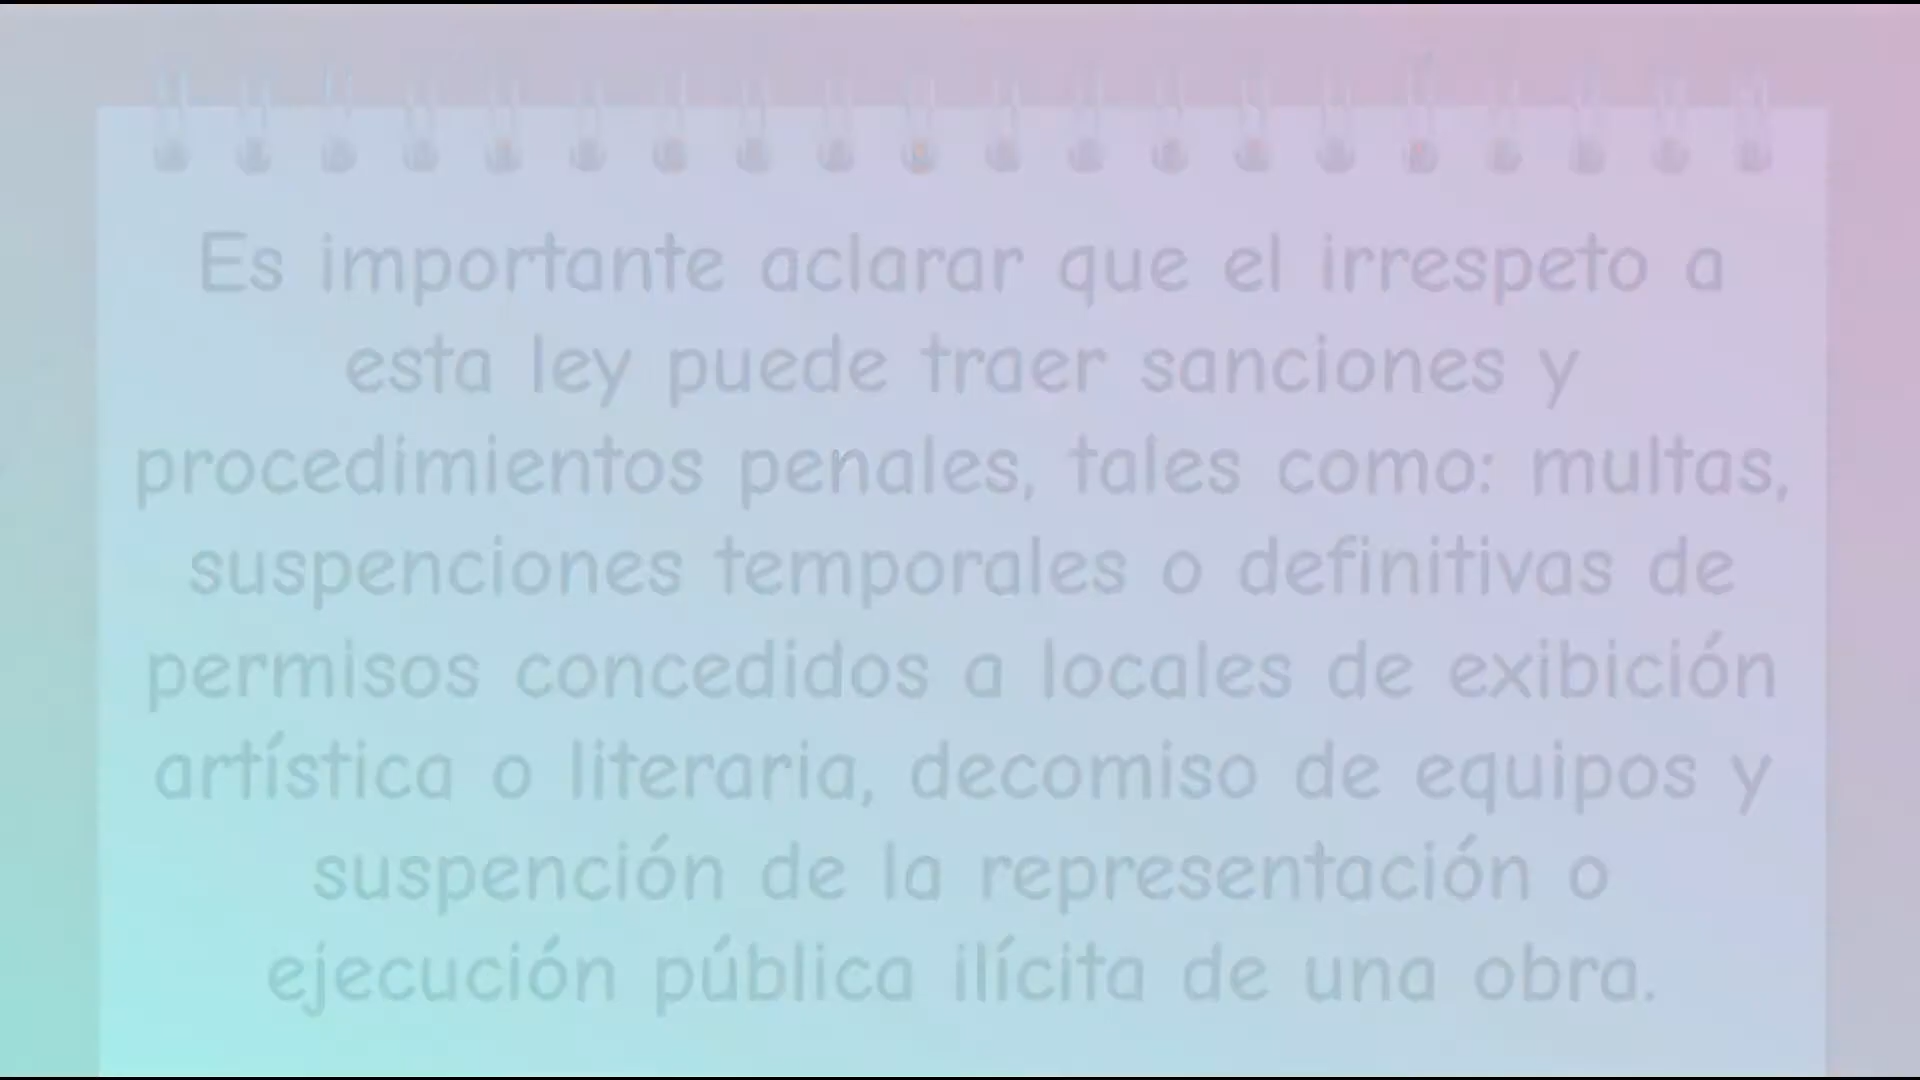 Es importante aclarar que el irrespeto a
esta ley puede traer sanciones y
procedimientos penales, tales como: multas,
suspenciones temporales o definitivas de
permisos concedidos a locales de exibición
artística o literaria, decomiso de equipos y
suspención de la representación o
ejecución pública ilícita de una obra.